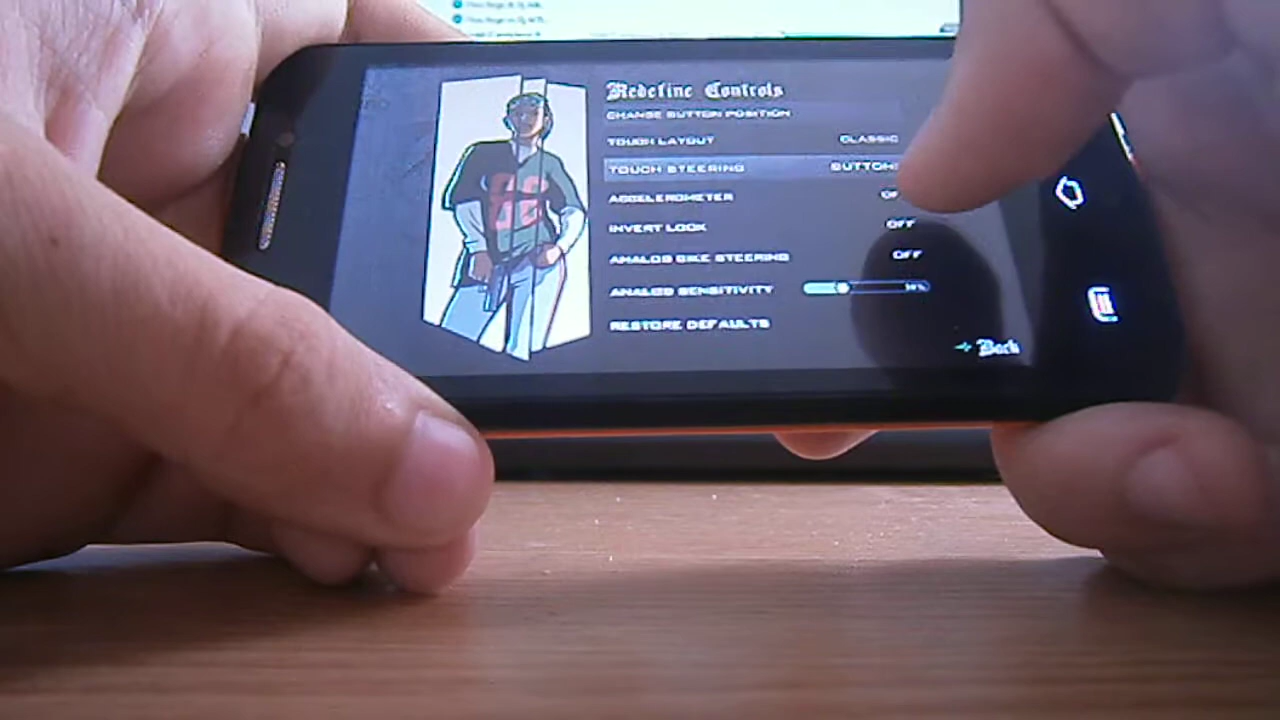 Redefine Controls
CHANGE BUTTON POSITION
TOUCH LAYOUT CLASSIC
TOUCH STEERING BUTTONS
ACCELEROMETER
INVERT LOOK OFF
ANALOG BIKE STEERING OFF
ANALOG SENSITIVITY
RESTORE DEFAULTS
Back